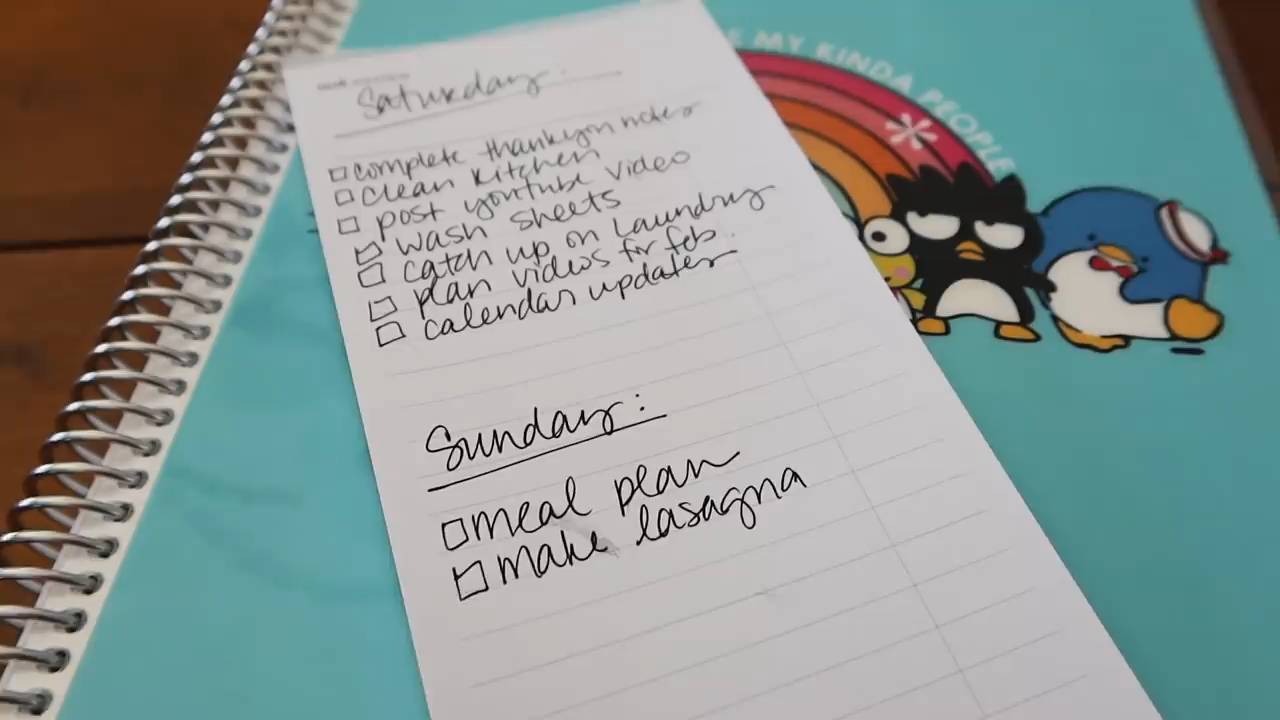 E MY KINDA PEOPLE
Saturday:
complete thankyou notes
clean kitchen
post youtube video
wash sheets
catch up on laundry
plan videos for feb.
calendar updates
Sunday:
meal plan
make lasagna